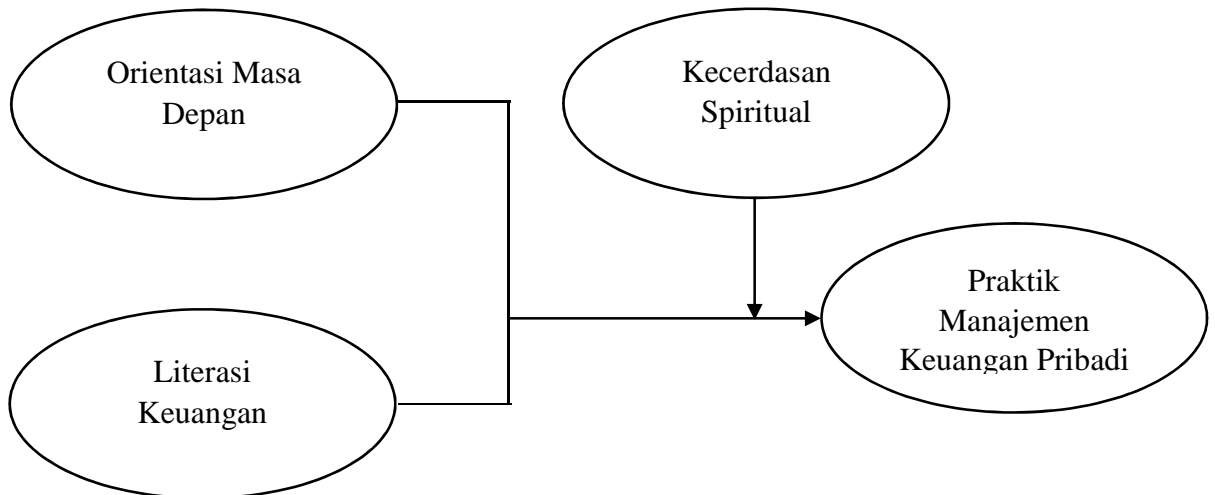 Orientasi Masa
Depan
Kecerdasan
Spiritual
Praktik
Manajemen
Keuangan Pribadi
Literasi
Keuangan